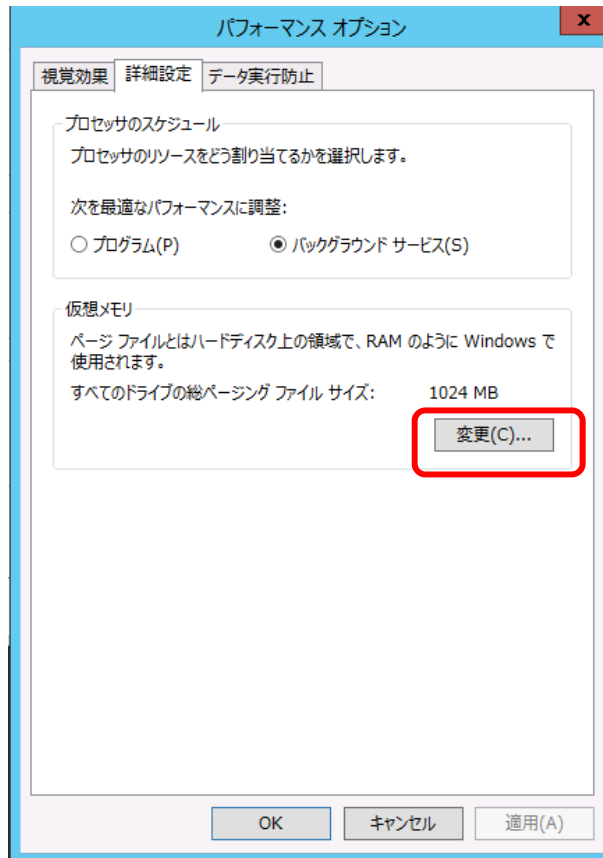 パフォーマンス オプション
x
視覚効果 詳細設定 データ実行防止
プロセッサのスケジュール
プロセッサのリソースをどう割り当てるかを選択します。
次を最適なパフォーマンスに調整:
プログラム(P) バックグラウンド サービス(S)
仮想メモリ
ページ ファイルとはハードディスク上の領域で、RAM のように Windows で
使用されます。
すべてのドライブの総ページング ファイル サイズ: 1024 MB
変更(C)...
OK キャンセル 適用(A)